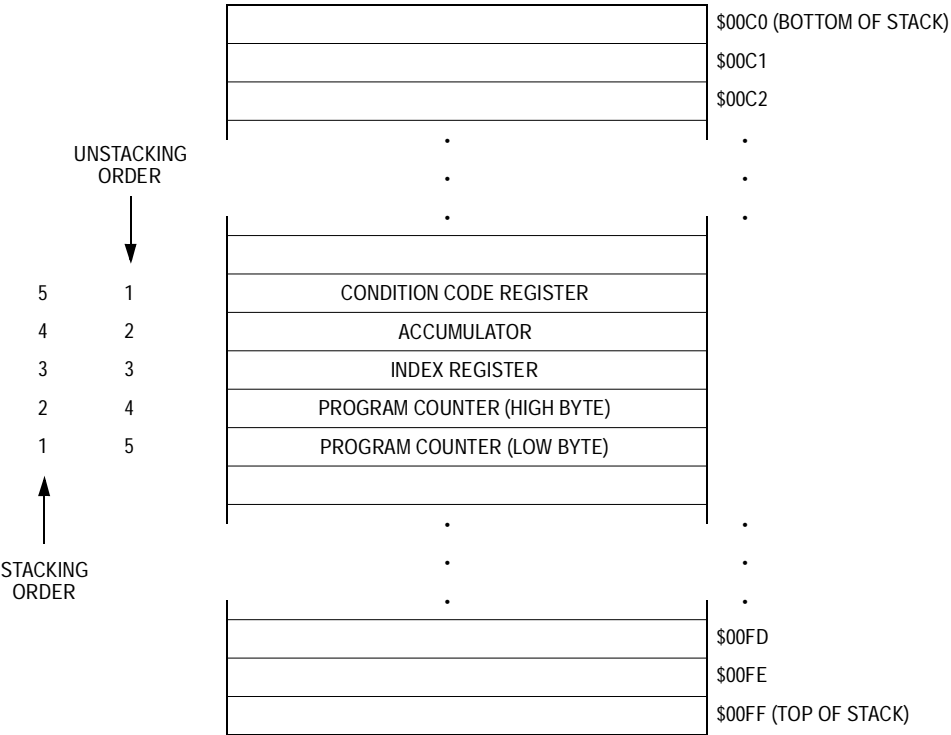 $00C0 (BOTTOM OF STACK)
$00C1
$00C2
UNSTACKING
ORDER
5 1 CONDITION CODE REGISTER
4 2 ACCUMULATOR
3 3 INDEX REGISTER
2 4 PROGRAM COUNTER (HIGH BYTE)
1 5 PROGRAM COUNTER (LOW BYTE)
STACKING
ORDER
$00FD
$00FE
$00FF (TOP OF STACK)